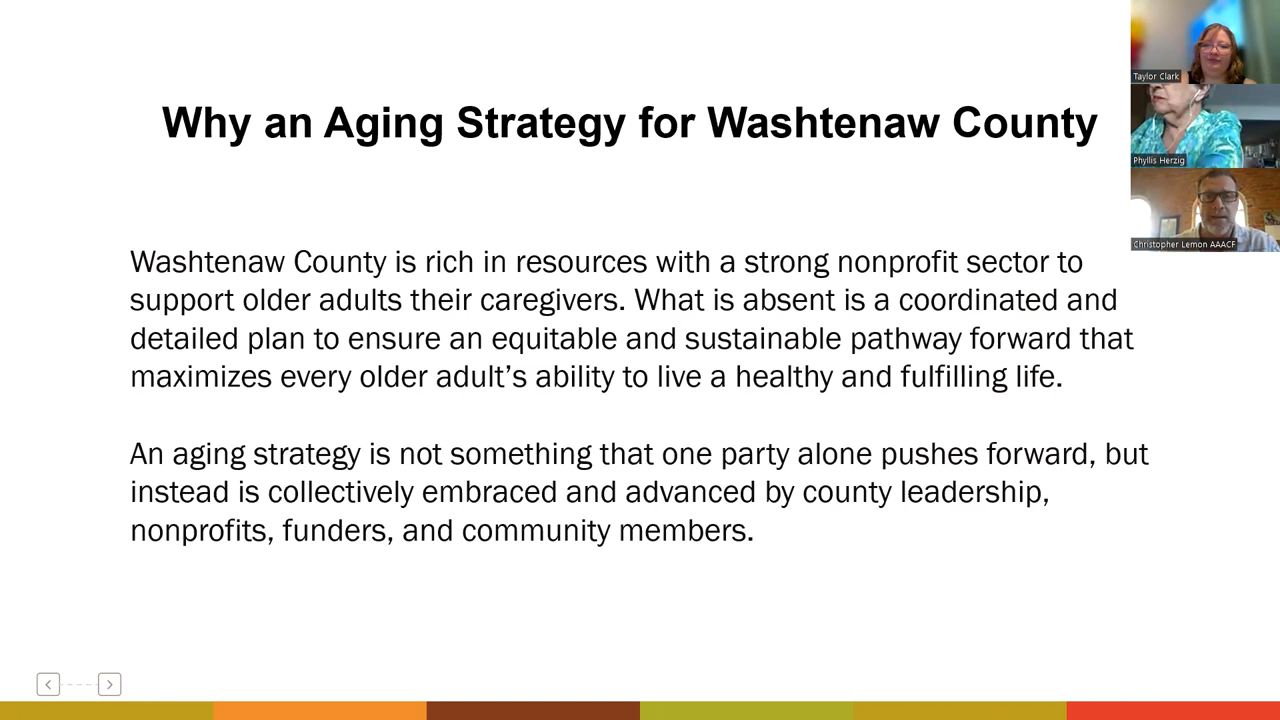 Why an Aging Strategy for Washtenaw County
Washtenaw County is rich in resources with a strong nonprofit sector to
support older adults their caregivers. What is absent is a coordinated and
detailed plan to ensure an equitable and sustainable pathway forward that
maximizes every older adult’s ability to live a healthy and fulfilling life.
An aging strategy is not something that one party alone pushes forward, but
instead is collectively embraced and advanced by county leadership,
nonprofits, funders, and community members.
Taylor Clark
Phyllis Herzig
Christopher Lemon AAACF